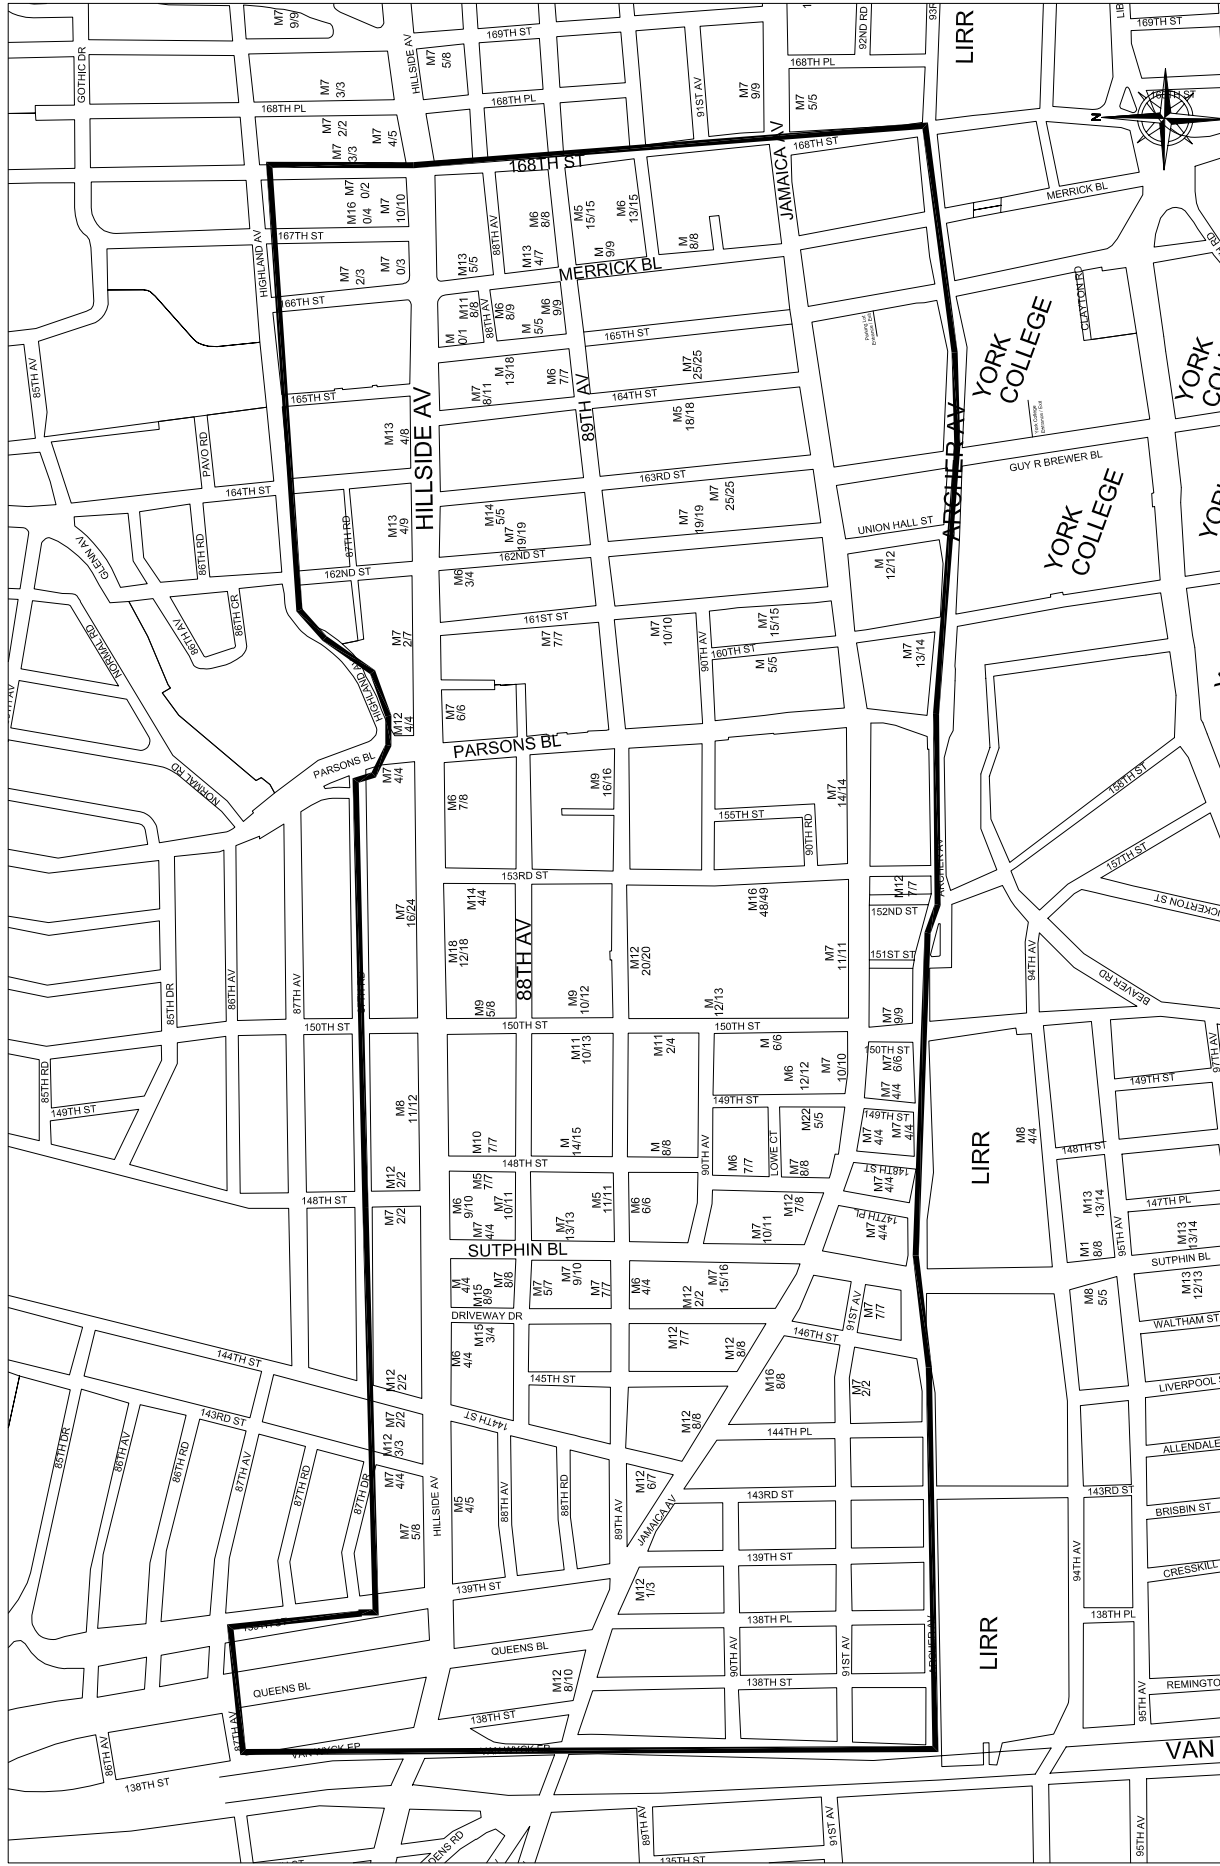 M7
9/9
169TH ST
HILLSIDE AV
M7
5/8
92ND RD
LIRR
169TH ST
GOTHIC DR
M7
3/3
168TH PL
168TH PL
91ST AV
M7
9/9
168TH PL
M7
5/5
N
M7
2/2
M7
3/3
M7
4/5
168TH ST
JAMAICA AV
168TH ST
MERRICK BL
M16
0/4
M7
0/2
M7
10/10
167TH ST
HIGHLAND AV
M7
2/3
M7
0/3
166TH ST
88TH AV
M13
5/5
M6
8/8
M13
4/7
M5
15/15
M6
13/15
M
9/9
M
8/8
MERRICK BL
M
0/1
M11
8/8
88TH AV
M6
8/9
M
5/5
M6
9/9
165TH ST
CLAYTON RD
YORK
COLLEGE
85TH AV
165TH ST
M13
4/8
HILLSIDE AV
M7
8/11
M
13/18
M6
7/7
89TH AV
M7
25/25
164TH ST
M5
18/18
ARCHER AV
GUY R BREWER BL
PAVO RD
164TH ST
87TH RD
M13
4/9
M14
5/5
M7
19/19
163RD ST
M7
19/19
M7
25/25
UNION HALL ST
YORK
COLLEGE
GLENN AV
86TH RD
162ND ST
162ND ST
M6
3/4
M
12/12
86TH AV
86TH CR
NORMAL RD
M7
2/7
161ST ST
M7
7/7
M7
10/10
90TH AV
M7
15/15
160TH ST
M
5/5
M7
13/14
M12
4/4
M7
6/6
PARSONS BL
PARSONS BL
NORMAL RD
M7
4/4
M6
7/8
M9
16/16
M7
14/14
155TH ST
90TH RD
158TH ST
157TH ST
153RD ST
M7
16/24
M14
4/4
M18
12/18
88TH AV
M9
5/8
M9
10/12
M12
20/20
M16
48/49
M7
11/11
M
12/13
M12
7/7
152ND ST
151ST ST
M7
9/9
94TH AV
BEAVER RD
85TH DR
86TH AV
87TH AV
150TH ST
150TH ST
150TH ST
150TH ST
85TH RD
149TH ST
M8
11/12
M12
2/2
M11
10/13
M10
7/7
M
14/15
M11
2/4
M
8/8
M
6/6
M6
12/12
M7
10/10
149TH ST
90TH AV
M6
7/7
LOWE CT
M22
5/5
M7
8/8
M7
6/6
M7
4/4
149TH ST
M7
4/4
M7
4/4
148TH ST
M7
4/4
LIRR
M8
4/4
97TH AV
149TH ST
148TH ST
148TH ST
148TH ST
M7
2/2
M6
9/10
M5
7/7
M7
4/4
M7
10/11
M5
11/11
M7
13/13
M6
6/6
M7
10/11
M12
7/8
147TH PL
M7
4/4
M13
13/14
M1
8/8
95TH AV
147TH PL
M13
13/14
SUTPHIN BL
SUTPHIN BL
M
4/4
M15
8/9
M7
8/8
M7
5/7
M7
9/10
M7
7/7
M6
4/4
M12
2/2
M7
15/16
91ST AV
M7
7/7
M8
5/5
M13
12/13
DRIVEWAY DR
WALTHAM ST
M6
4/4
M15
3/4
M12
7/7
M12
8/8
146TH ST
M12
2/2
145TH ST
M16
8/8
M7
2/2
144TH ST
143RD ST
M7
2/2
M12
3/3
144TH ST
M12
8/8
144TH PL
ALLENDALE
85TH DR
86TH AV
86TH RD
87TH AV
87TH RD
87TH DR
M7
4/4
M7
5/8
HILLSIDE AV
M5
4/5
88TH AV
88TH RD
89TH AV
M12
6/7
JAMAICA AV
143RD ST
143RD ST
BRISBIN ST
139TH ST
139TH ST
M12
1/3
94TH AV
CRESSKILL
138TH PL
138TH PL
QUEENS BL
QUEENS BL
M12
8/10
90TH AV
91ST AV
LIRR
138TH ST
138TH ST
95TH AV
87TH AV
86TH AV
138TH ST
VAN
89TH AV
91ST AV
95TH AV
135TH ST